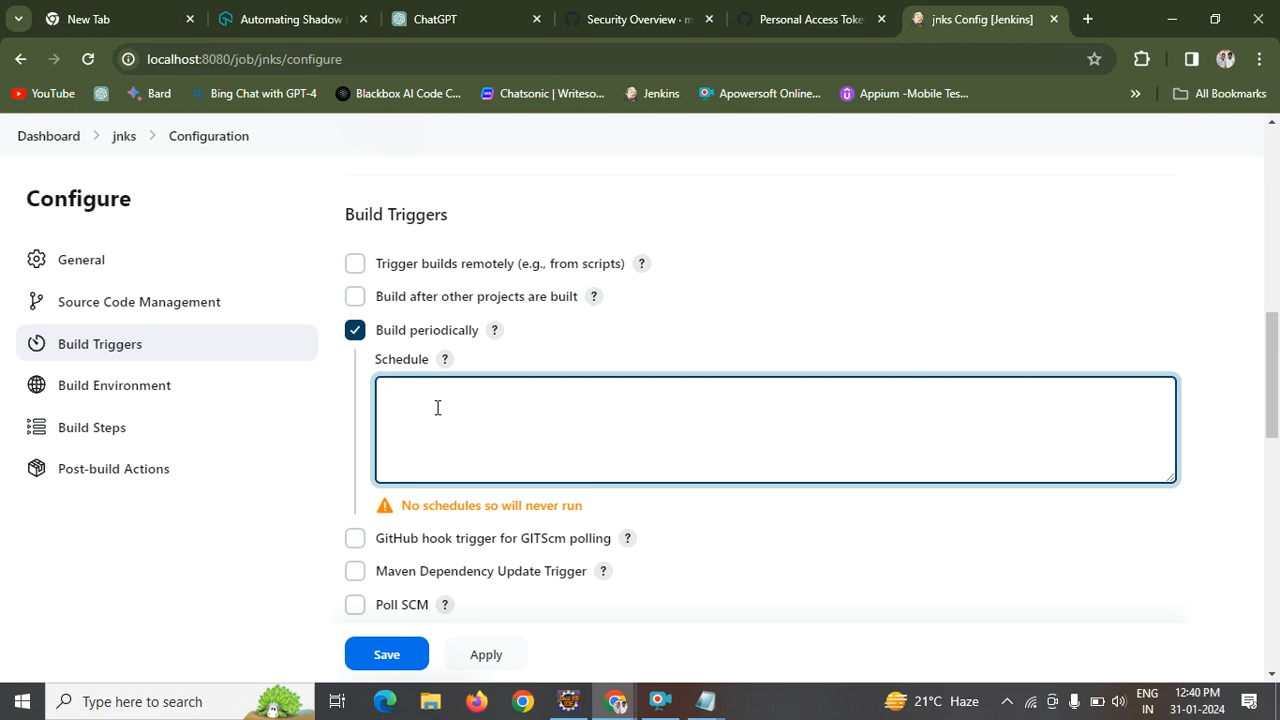 New Tab
Automating Shadow
ChatGPT
Security Overview - m
Personal Access Toke
jnks Config [Jenkins]
localhost:8080/job/jnks/configure
YouTube
Bard
Bing Chat with GPT-4
Blackbox AI Code C...
Chatsonic | Writeso...
Jenkins
Apowersoft Online...
Appium -Mobile Tes...
»
All Bookmarks
Dashboard > jnks > Configuration
Configure
General
Source Code Management
Build Triggers
Build Environment
Build Steps
Post-build Actions
Build Triggers
Trigger builds remotely (e.g., from scripts) ?
Build after other projects are built ?
Build periodically ?
Schedule ?
No schedules so will never run
GitHub hook trigger for GITScm polling ?
Maven Dependency Update Trigger ?
Poll SCM ?
Save
Apply
Type here to search
21°C Haze
ENG
IN
12:40 PM
31-01-2024